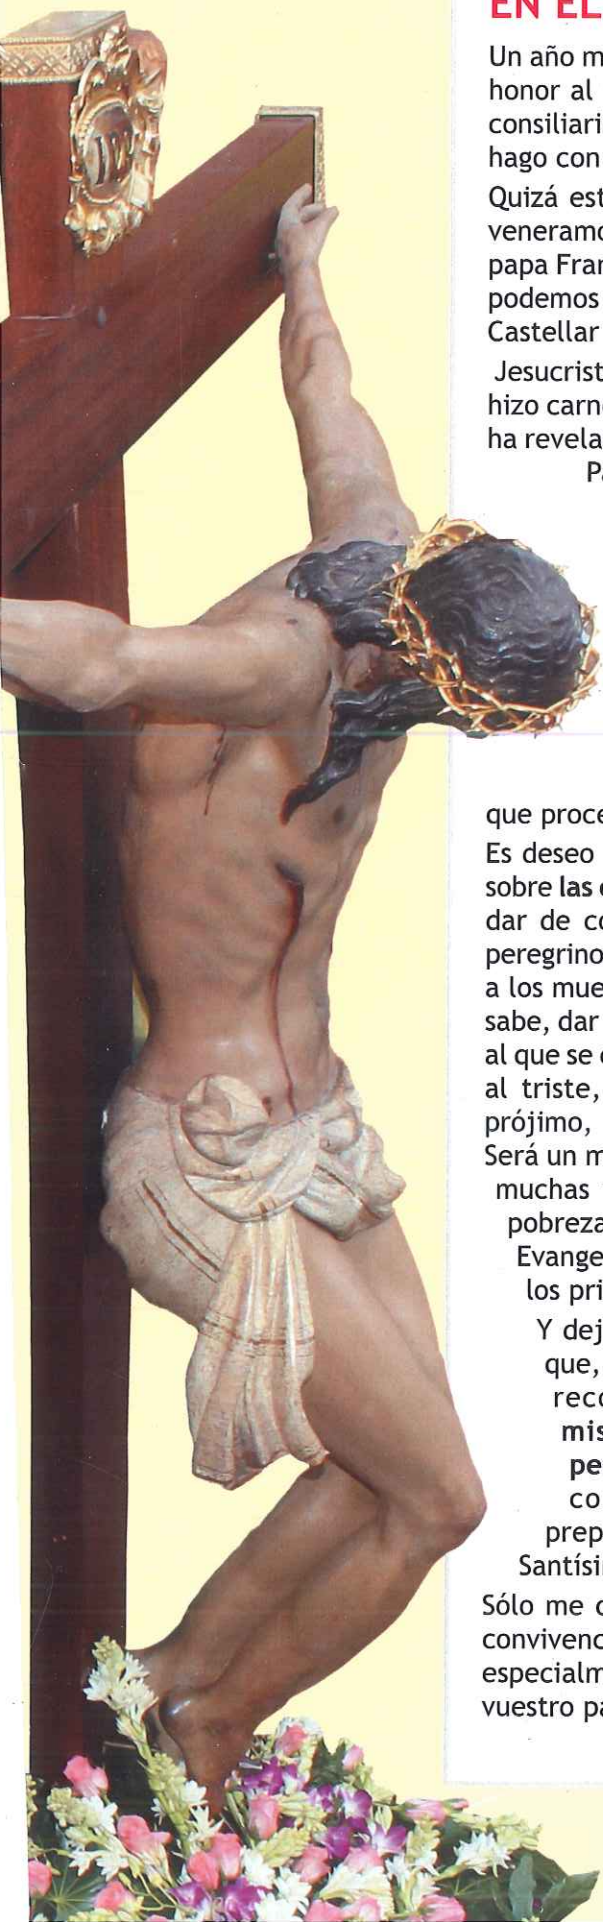 EN EL
Un año m
honor al
consiliari
hago con
Quizá est
veneramo
papa Fran
podemos
Castellar
Jesucrist
hizo carn
ha revela
Pa
que proce
Es deseo
sobre las
dar de co
peregrino
a los mue
sabe, dar
al que se
al triste,
prójimo,
Será un m
muchas
pobreza
Evange
los pri
Y dej
que,
reco
mis
pe
co
prep
Santísi
Sólo me
convivenc
especialm
vuestro pa